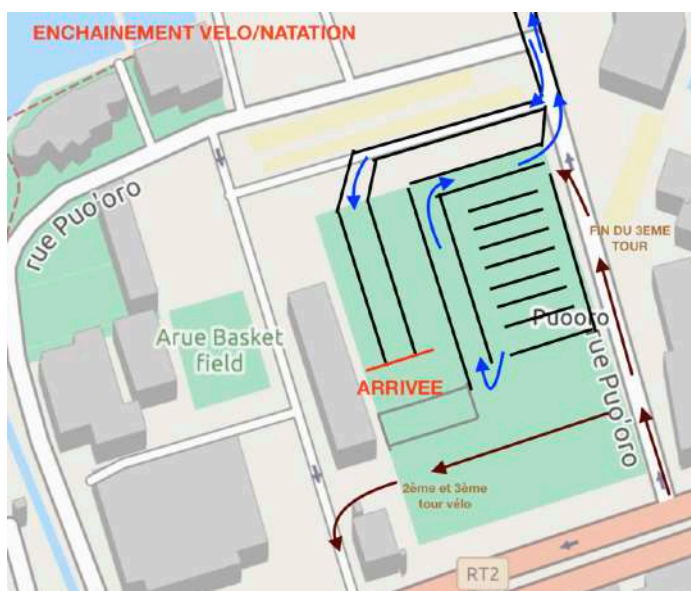 ENCHAINEMENT VELO/NATATION
rue Puo'oro
FIN DU 3EME
TOUR
Arue Basket
field
Puooro
rue Puo'oro
ARRIVEE
2ème et 3ème
tour vélo
RT2